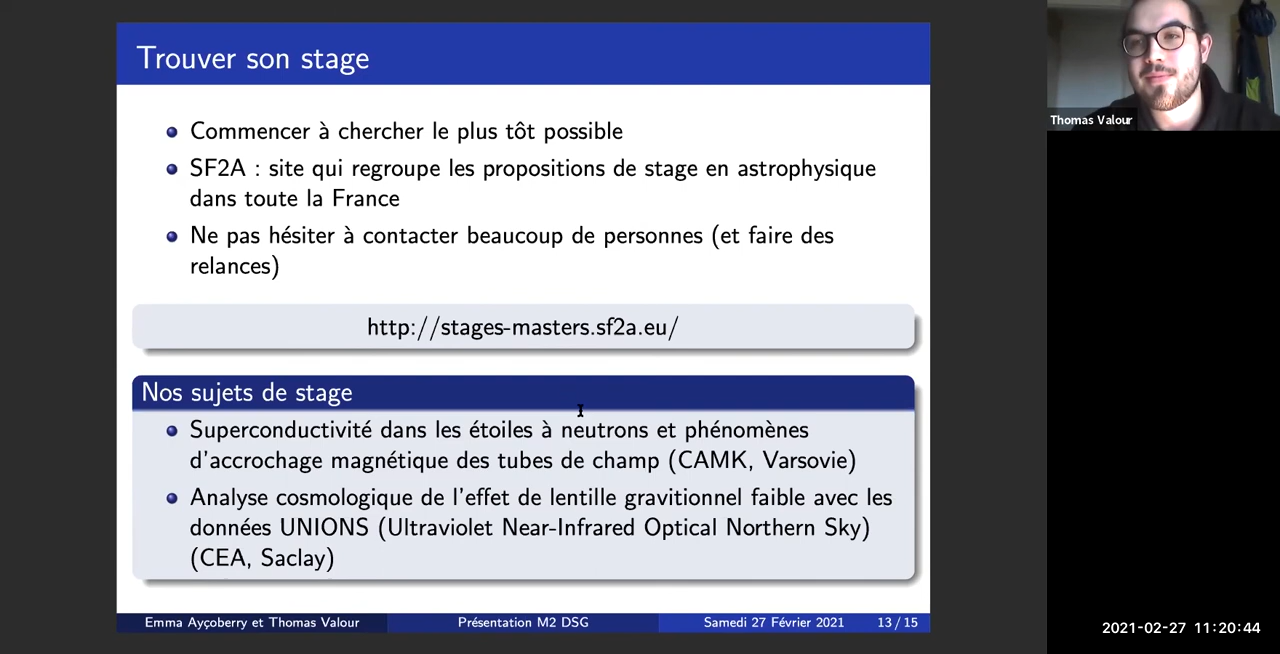 Trouver son stage
Commencer à chercher le plus tôt possible
SF2A : site qui regroupe les propositions de stage en astrophysique
dans toute la France
Ne pas hésiter à contacter beaucoup de personnes (et faire des
relances)
http://stages-masters.sf2a.eu/
Nos sujets de stage
Superconductivité dans les étoiles à neutrons et phénomènes
d'accrochage magnétique des tubes de champ (CAMK, Varsovie)
Analyse cosmologique de l'effet de lentille gravitionnel faible avec les
données UNIONS (Ultraviolet Near-Infrared Optical Northern Sky)
(CEA, Saclay)
Emma Ayçoberry et Thomas Valour
Présentation M2 DSG
Samedi 27 Février 2021
13 / 15
Thomas Valour
2021-02-27 11:20:44